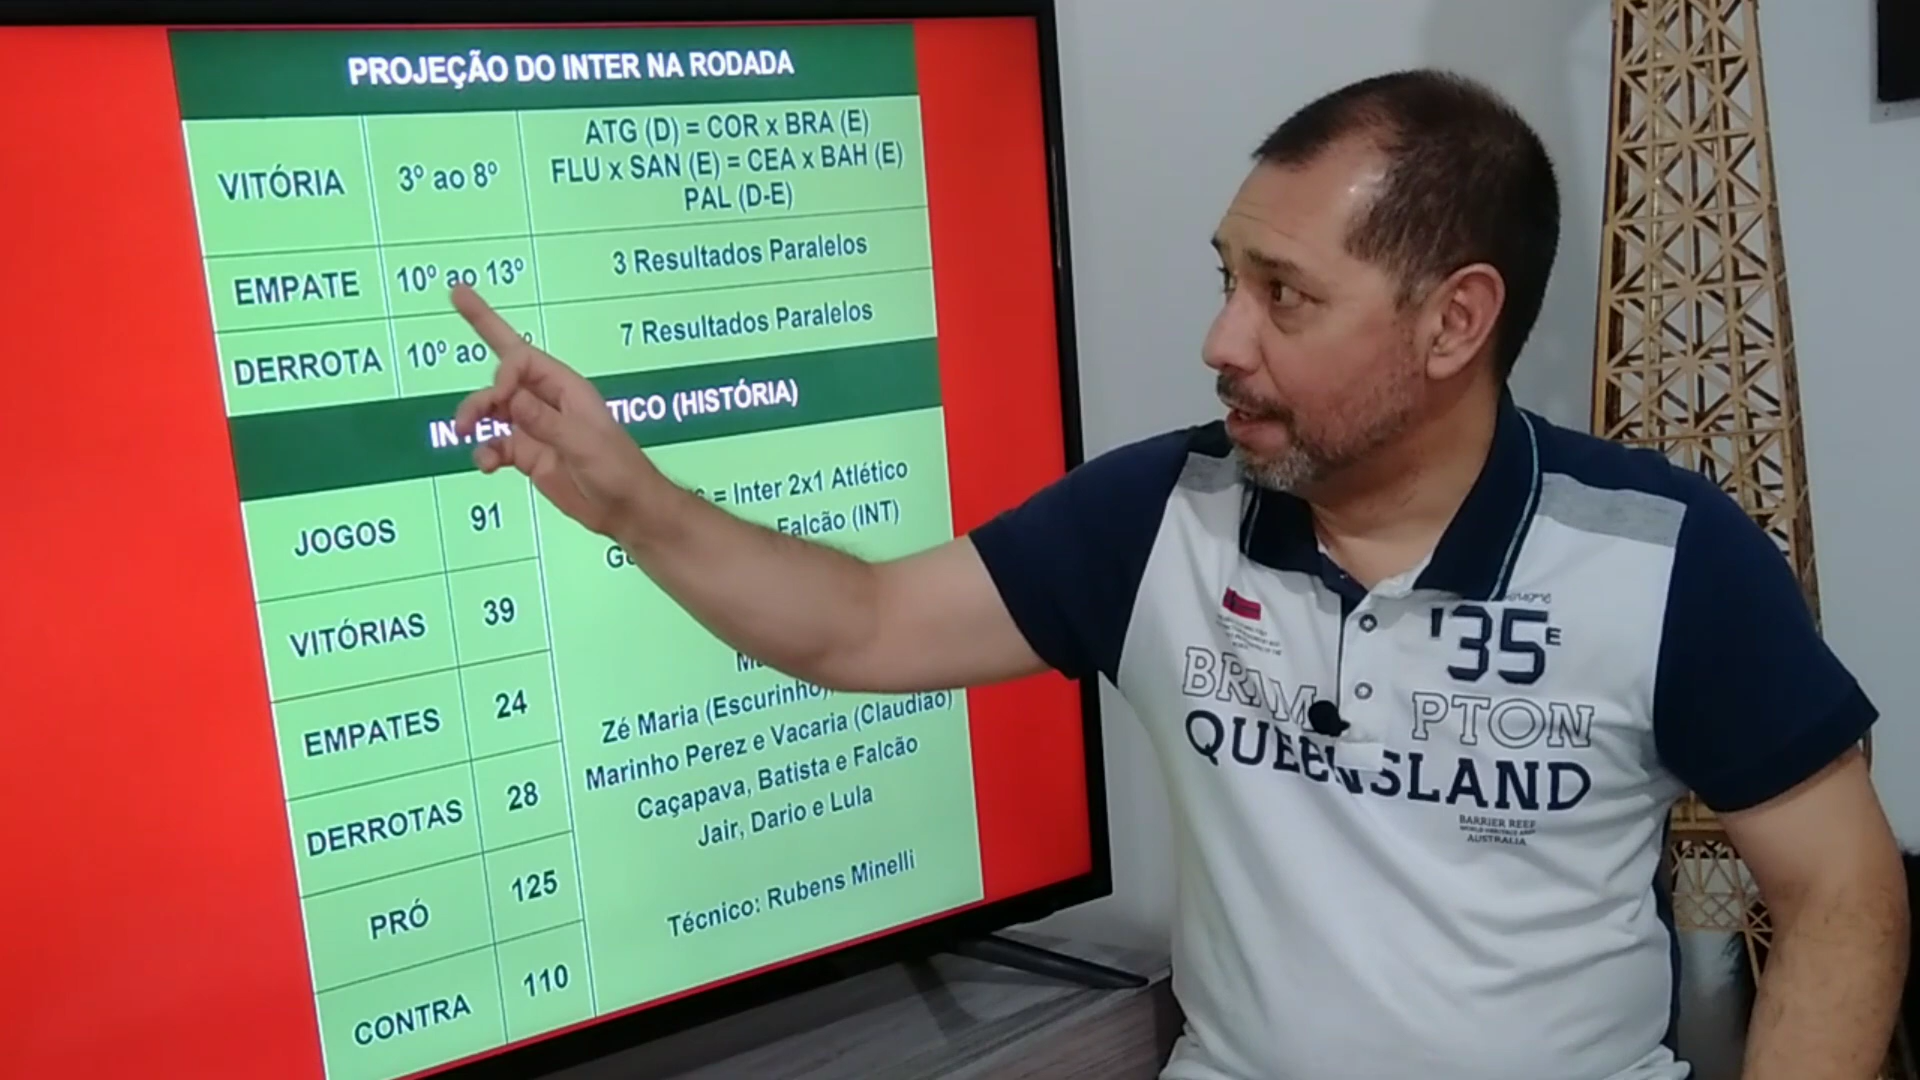 PROJEÇÃO DO INTER NA RODADA
VITÓRIA 3º ao 8º
ATG (D) = COR x BRA (E)
FLU x SAN (E) = CEA x BAH (E)
PAL (D-E)
EMPATE 10º ao 13º 3 Resultados Paralelos
DERROTA 10º ao 7 Resultados Paralelos
(HISTÓRIA)
JOGOS 91
VITÓRIAS 39
EMPATES 24
DERROTAS 28
PRÓ 125
CONTRA 110
= Inter 2x1 Atlético
Falcão (INT)
Zé Maria (Escurinho),
Marinho Perez e Vacaria (Claudião)
Caçapava, Batista e Falcão
Jair, Dario e Lula
Técnico: Rubens Minelli
'35E
BRAMPTON
QUEENSLAND
BARRIER REEF
AUSTRALIA